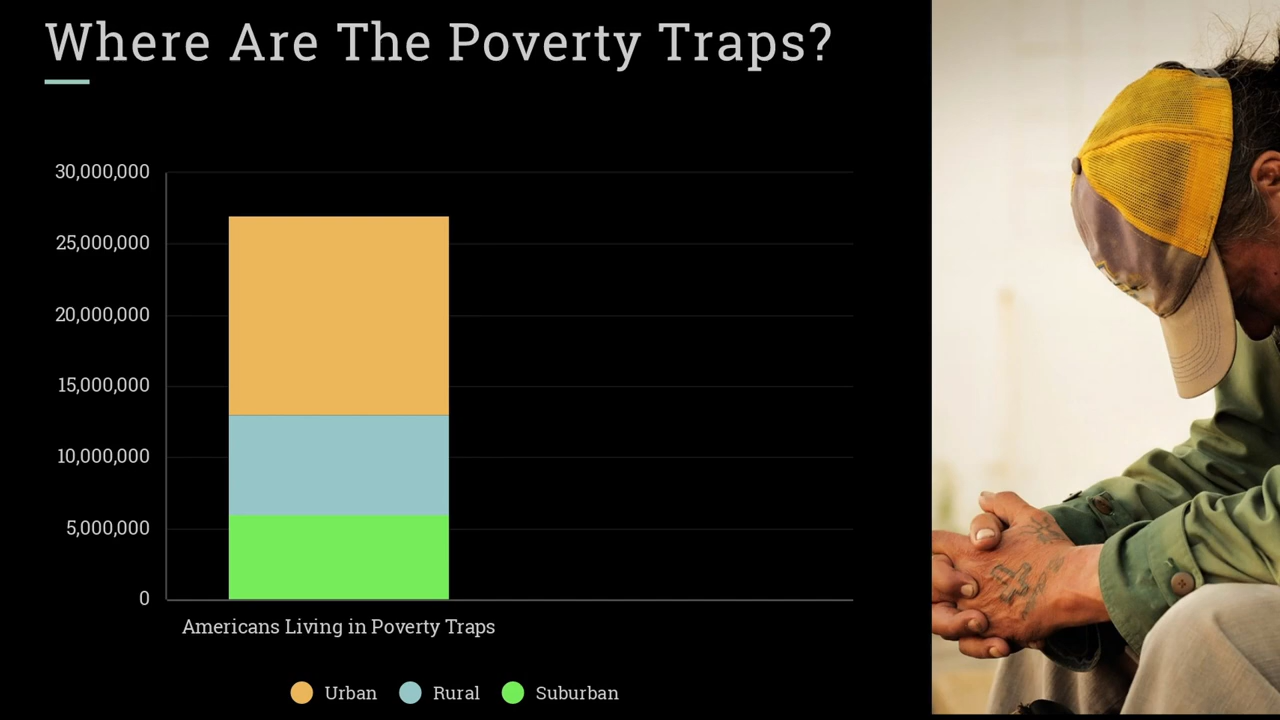 Where Are The Poverty Traps?
30,000,000
25,000,000
20,000,000
15,000,000
10,000,000
5,000,000
0
Americans Living in Poverty Traps
Urban Rural Suburban